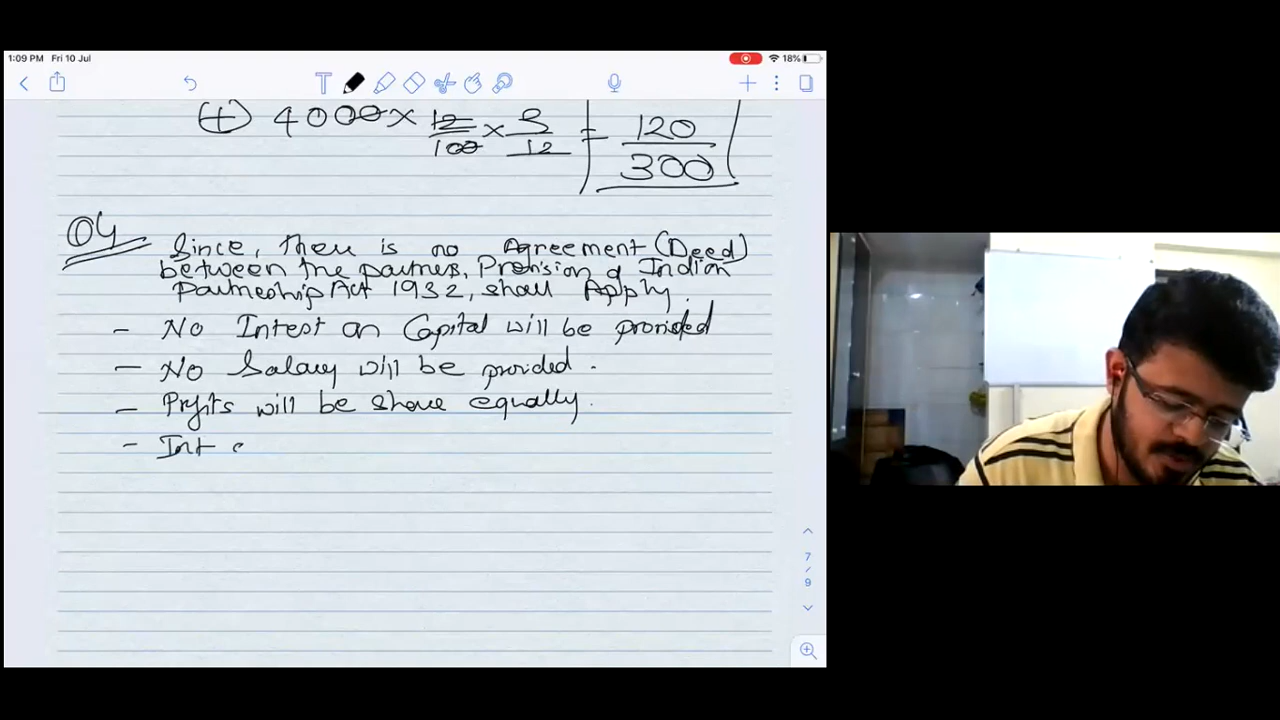 1:09 PM Fri 10 Jul
18%
+ 4000 × 12/100 × 3/12 = 120
300
Q4
Since, there is no Agreement (Deed)
between the partners, Provision of Indian
Partneship Act 1932, shall Apply.
- No Intest on Capital will be provided
- No Salary will be provided.
- Profits will be share equally.
- Int
7
/
9